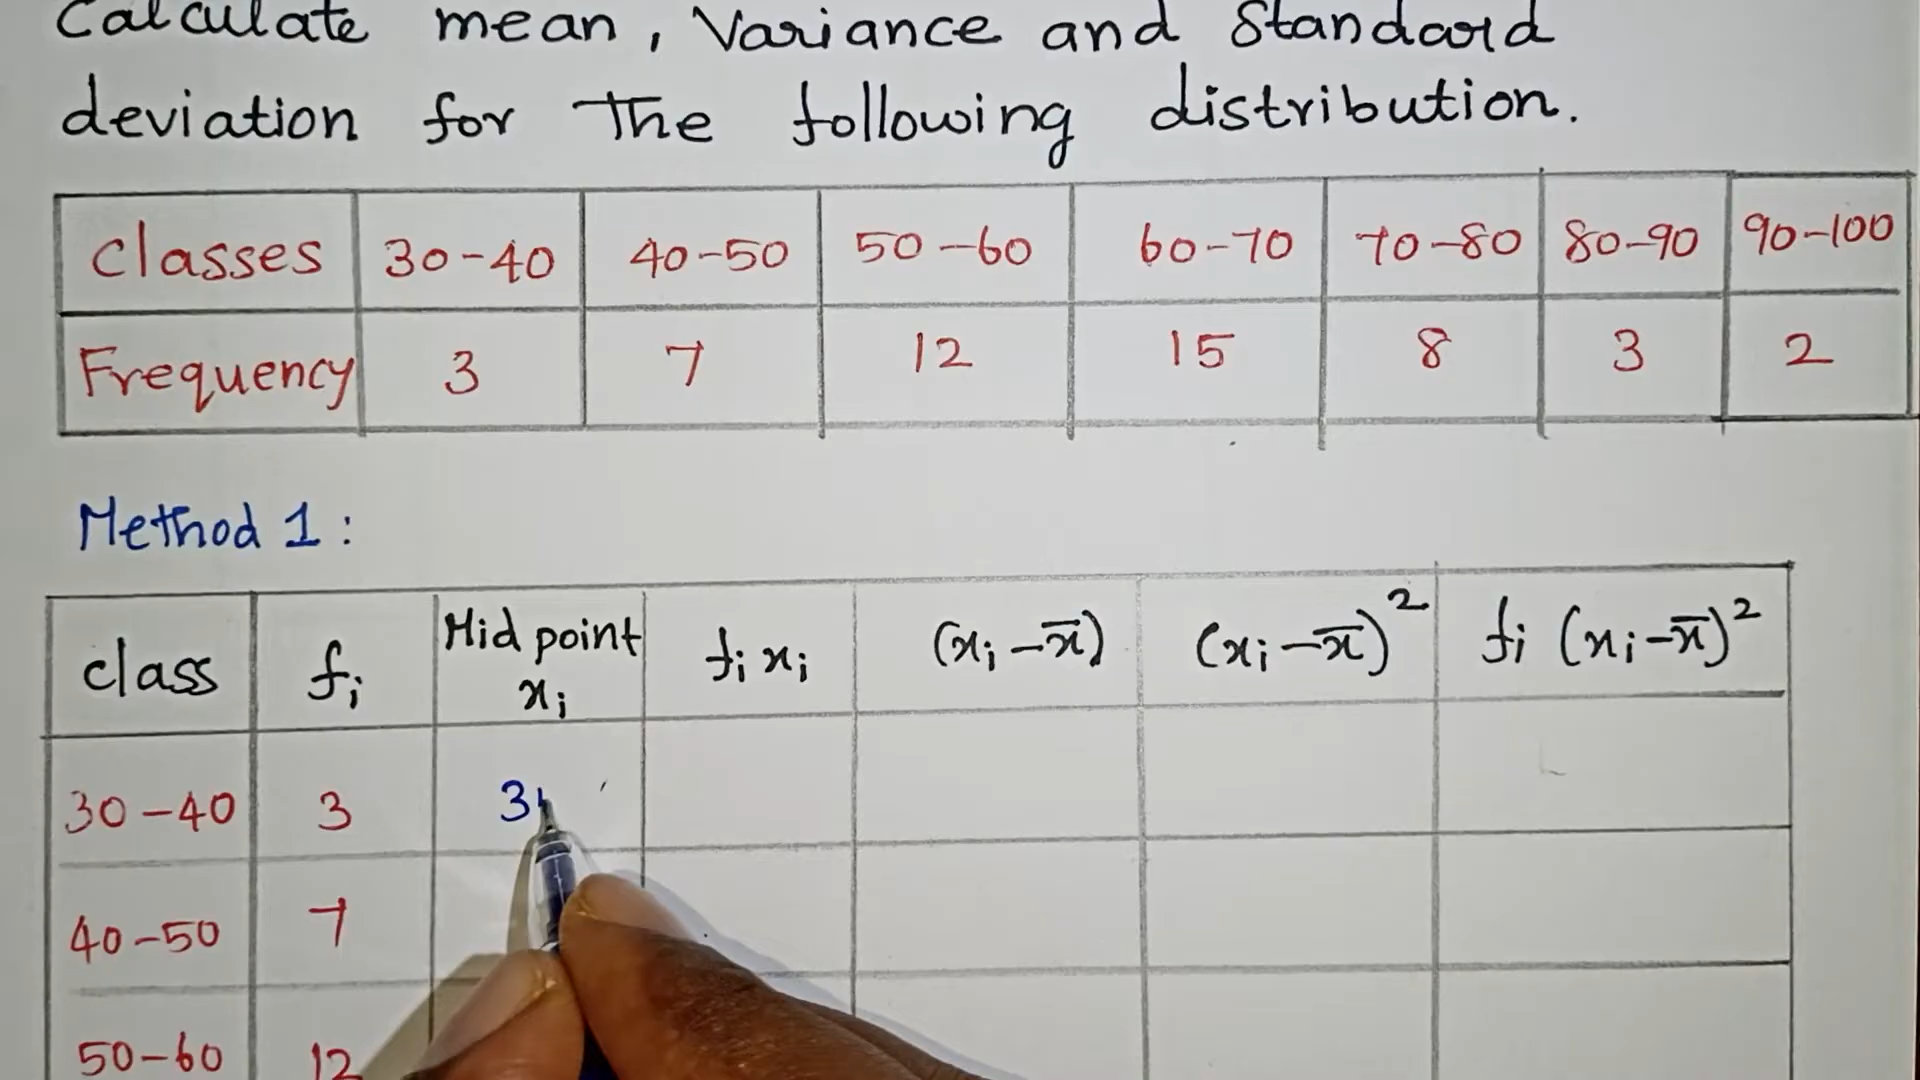 Calculate mean, Variance and Standard
deviation for The following distribution.
Classes 30-40 40-50 50-60 60-70 70-80 80-90 90-100
Frequency 3 7 12 15 8 3 2
Method 1:
class fi Mid point xi fi xi (xi-x̄) (xi-x̄)² fi (xi-x̄)²
30-40 3 3
40-50 7
50-60 12